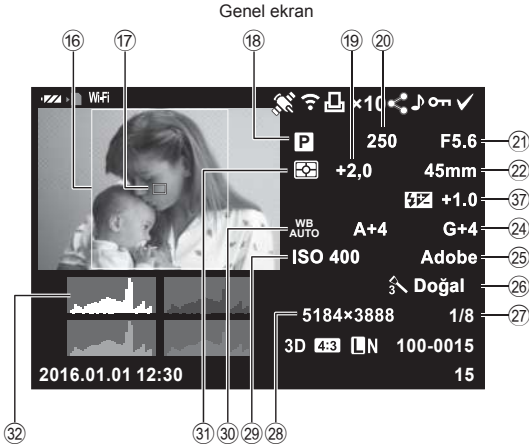 Genel ekran
⑯ ⑰ ⑱ ⑲ ⑳
Wi-Fi ×10
P 250 F5.6 ㉑
+2,0 45mm ㉒
+1.0 ㊲
WB AUTO A+4 G+4 ㉔
ISO 400 Adobe ㉕
3 Doğal ㉖
5184×3888 1/8 ㉗
3D 4:3 LN 100-0015
2016.01.01 12:30 15
㉜ ㉛ ㉚ ㉙ ㉘